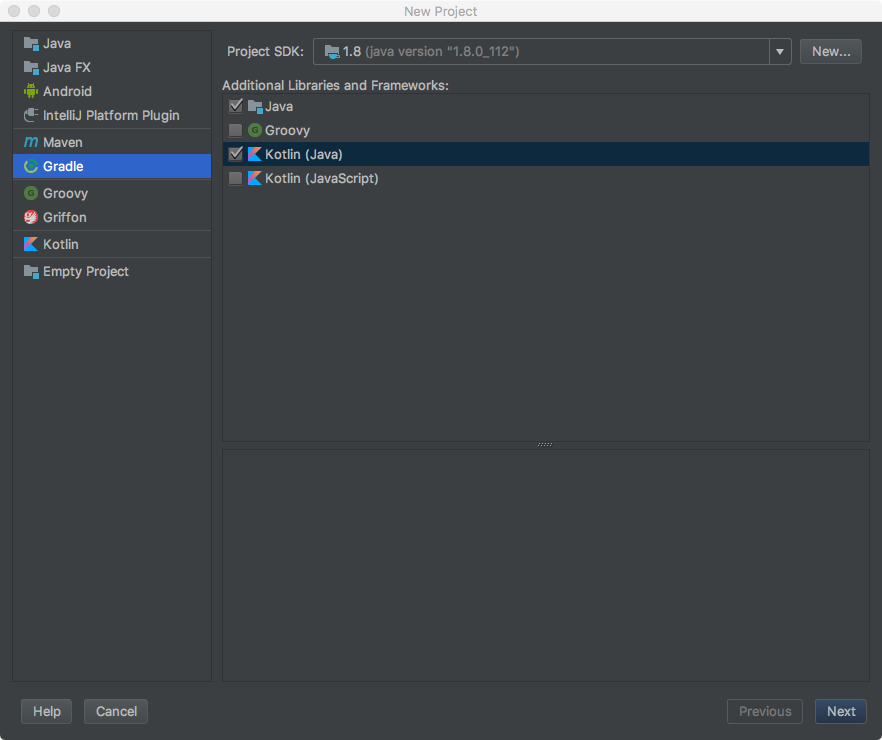 New Project
Java
Java FX
Android
IntelliJ Platform Plugin
Maven
Gradle
Groovy
Griffon
Kotlin
Empty Project
Project SDK: 1.8 (java version "1.8.0_112") New...
Additional Libraries and Frameworks:
Java
Groovy
Kotlin (Java)
Kotlin (JavaScript)
Help Cancel Previous Next